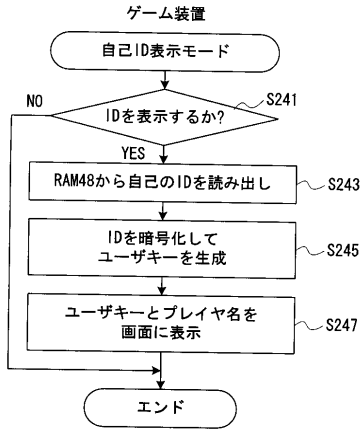 ゲーム装置
自己ID表示モード
NO
IDを表示するか?
S241
YES
RAM48から自己のIDを読み出し
S243
IDを暗号化して
ユーザキーを生成
S245
ユーザキーとプレイヤ名を
画面に表示
S247
エンド